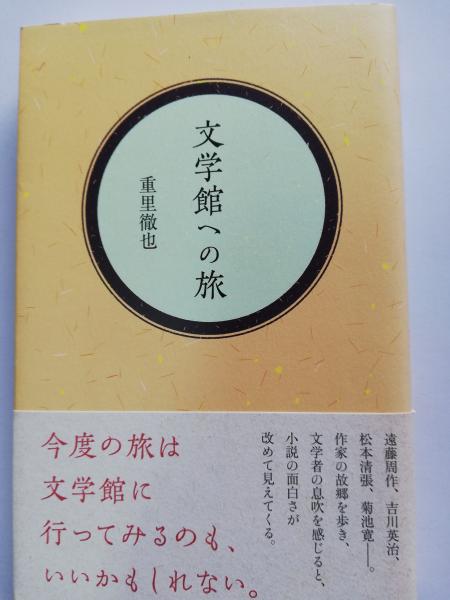 文学館への旅
重里徹也
遠藤周作、吉川英治、
松本清張、菊池寛――。
作家の故郷を歩き、
文学者の息吹を感じると、
小説の面白さが
改めて見えてくる。
今度の旅は
文学館に
行ってみるのも、
いいかもしれない。